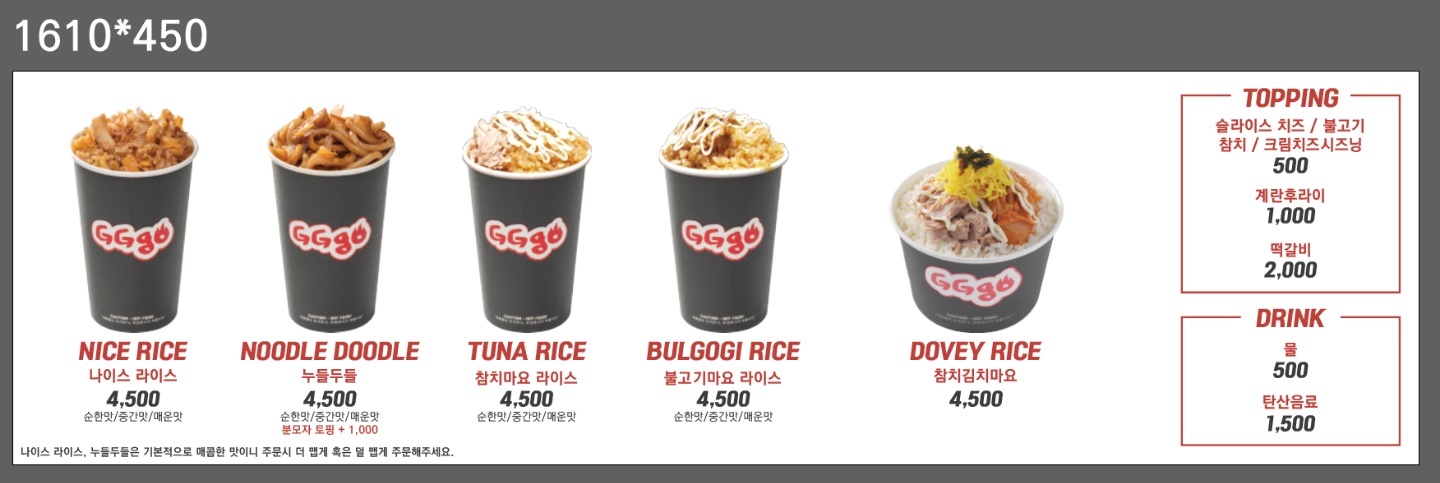 1610*450
GGgo
GGgo
GGgo
GGgo
GGgo
NICE RICE
나이스 라이스
4,500
순한맛/중간맛/매운맛
NOODLE DOODLE
누들두들
4,500
순한맛/중간맛/매운맛
분모자 토핑 + 1,000
TUNA RICE
참치마요 라이스
4,500
순한맛/중간맛/매운맛
BULGOGI RICE
불고기마요 라이스
4,500
순한맛/중간맛/매운맛
DOVEY RICE
참치김치마요
4,500
나이스 라이스, 누들두들은 기본적으로 매콤한 맛이니 주문시 더 맵게 혹은 덜 맵게 주문해주세요.
TOPPING
슬라이스 치즈 / 불고기
참치 / 크림치즈시즈닝
500
계란후라이
1,000
떡갈비
2,000
DRINK
물
500
탄산음료
1,500